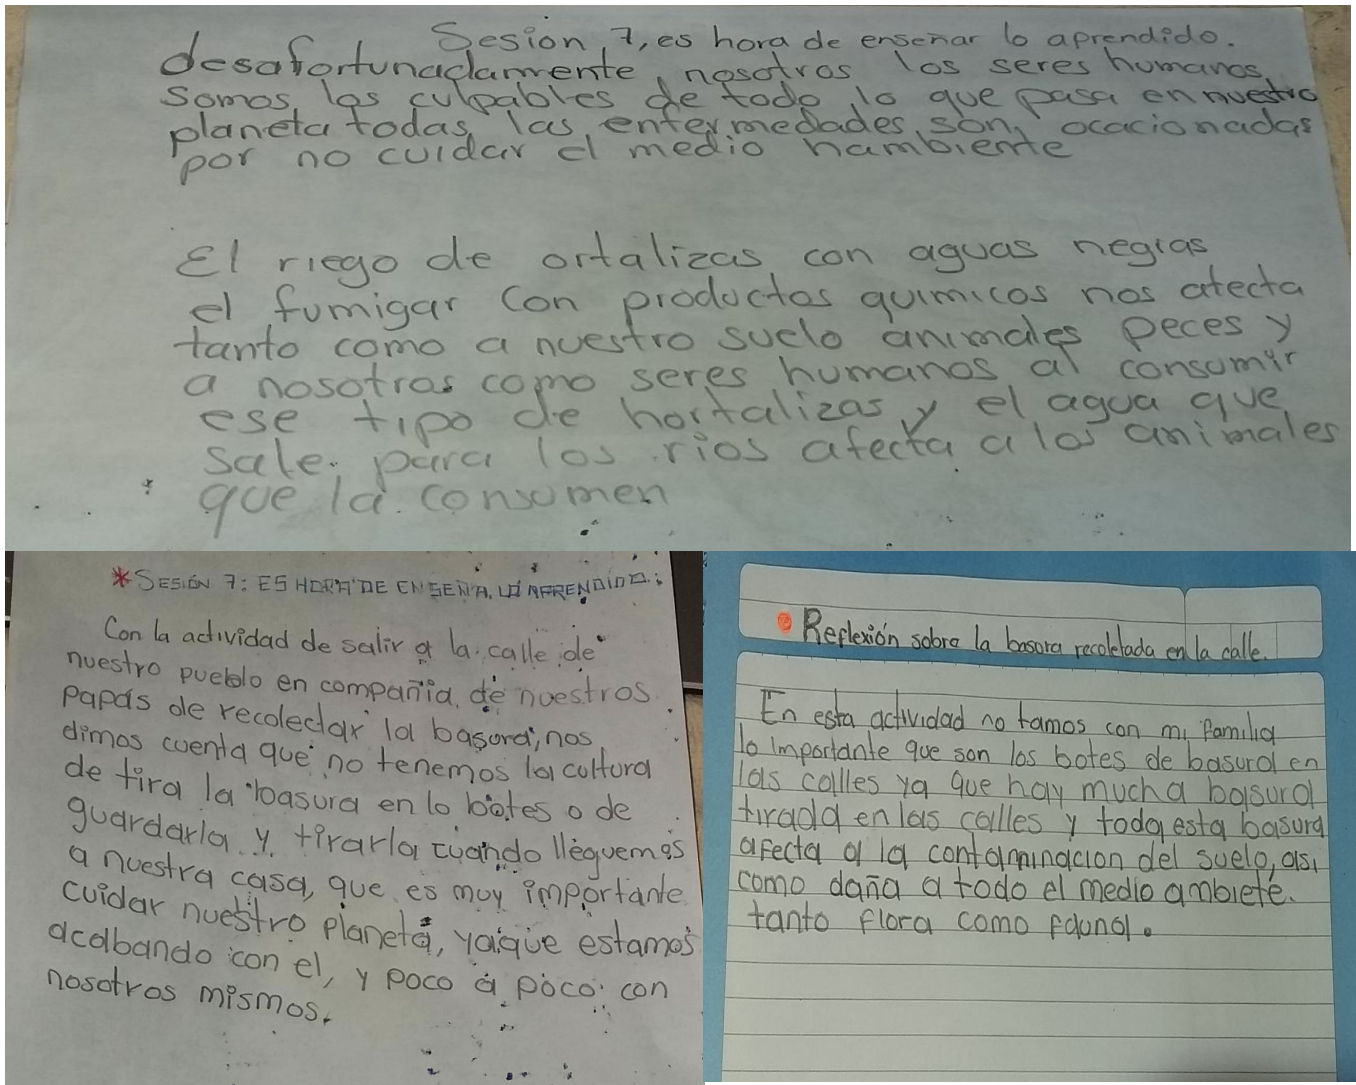 Sesion 7, es hora de enseñar lo aprendido.
desafortunadamente, nosotros los seres humanos
Somos los culpables de todo lo que pasa en nuestro
planeta todas las enfermedades son ocacionadas
por no cuidar el medio hambiente
El riego de ortalizas con aguas negras
el fumigar con productos quimicos nos afecta
tanto como a nuestro suelo animales peces y
a nosotros como seres humanos al consumir
ese tipo de hortalizas y el agua que
sale para los rios afecta a los animales
que la consumen
*SESIÓN 7: ES HORA DE ENSEÑA LO APRENDIDO.
Con la actividad de salir a la calle de
nuestro pueblo en compañia de nuestros
papás de recolectar la basura, nos
dimos cuenta que no tenemos la cultura
de tira la basura en lo botes o de
guardarla y tirarla cuando lleguemos
a nuestra casa, que es muy importante
cuidar nuestro planeta, ya que estamos
acabando con el, y poco a poco con
nosotros mismos.
Reflexión sobre la basora recolectada en la calle.
En esta actividad no tamos con mi familia
lo importante que son los botes de basura en
las calles ya que hay mucha basura
tirada en las calles y toda esta basura
afecta a la contaminacion del suelo, asi
como daña a todo el medio ambiete.
tanto flora como fauna.